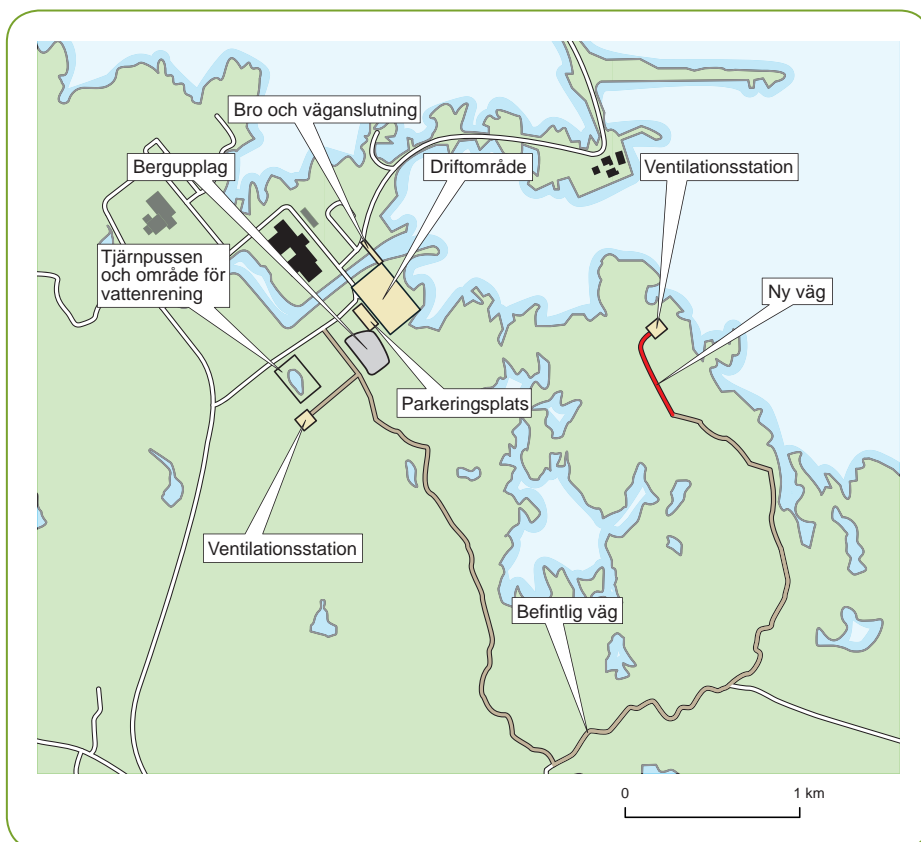 Bro och väganslutning
Bergupplag
Driftområde
Ventilationsstation
Tjärnpussen
och område för
vattenrening
Ny väg
Parkeringsplats
Ventilationsstation
Befintlig väg
0
1 km